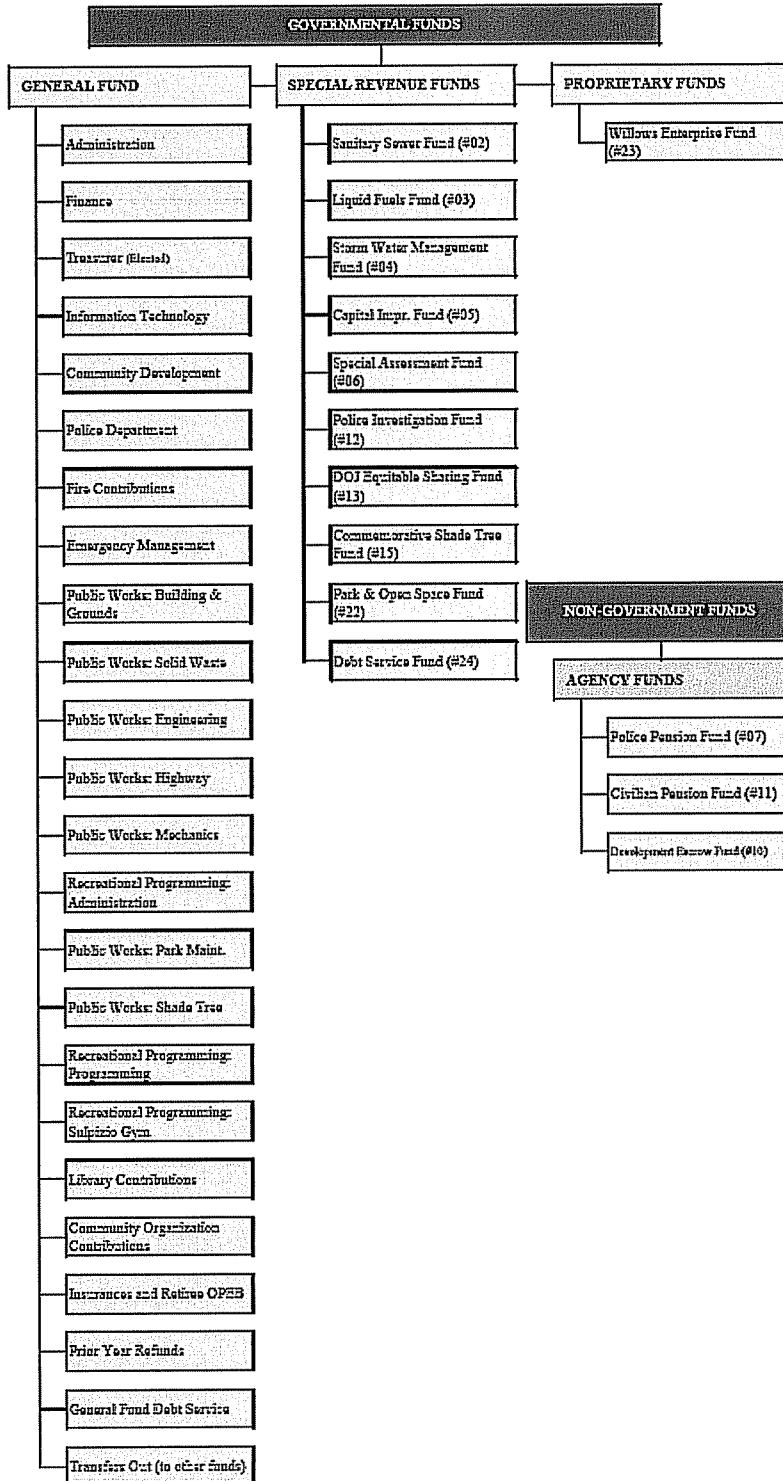 GOVERNMENTAL FUNDS
GENERAL FUND
Administration
Finance
Treasurer (Elected)
Information Technology
Community Development
Police Department
Fire Contributions
Emergency Management
Public Works: Building &
Grounds
Public Works: Solid Waste
Public Works: Engineering
Public Works: Highway
Public Works: Mechanics
Recreational Programming:
Administration
Public Works: Park Maint.
Public Works: Shade Tree
Recreational Programming:
Programming
Recreational Programming:
Sulpizio Gym
Library Contributions
Community Organization
Contributions
Insurances and Retiree OPEB
Prior Year Refunds
General Fund Debt Service
Transfers Out (to other funds)
SPECIAL REVENUE FUNDS
Sanitary Sewer Fund (#02)
Liquid Fuels Fund (#03)
Storm Water Management
Fund (#04)
Capital Impr. Fund (#05)
Special Assessment Fund
(#06)
Police Investigation Fund
(#12)
DOJ Equitable Sharing Fund
(#13)
Commemorative Shade Tree
Fund (#15)
Park & Open Space Fund
(#22)
Debt Service Fund (#24)
PROPRIETARY FUNDS
Willows Enterprise Fund
(#23)
NON-GOVERNMENT FUNDS
AGENCY FUNDS
Police Pension Fund (#07)
Civilian Pension Fund (#11)
Development Escrow Fund (#10)